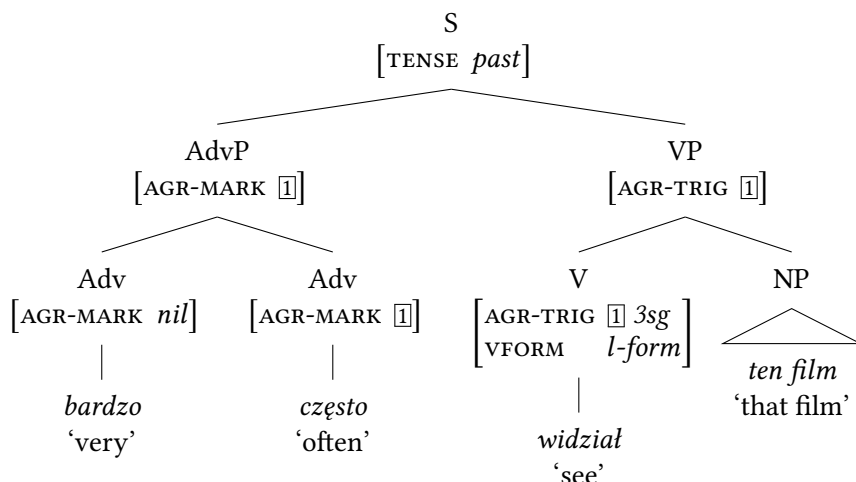 S
[TENSE past]
AdvP VP
[AGR-MARK 1] [AGR-TRIG 1]
Adv Adv V NP
[AGR-MARK nil] [AGR-MARK 1] [AGR-TRIG 1 3sg
VFORM l-form]
bardzo często widział ten film
‘very’ ‘often’ ‘see’ ‘that film’